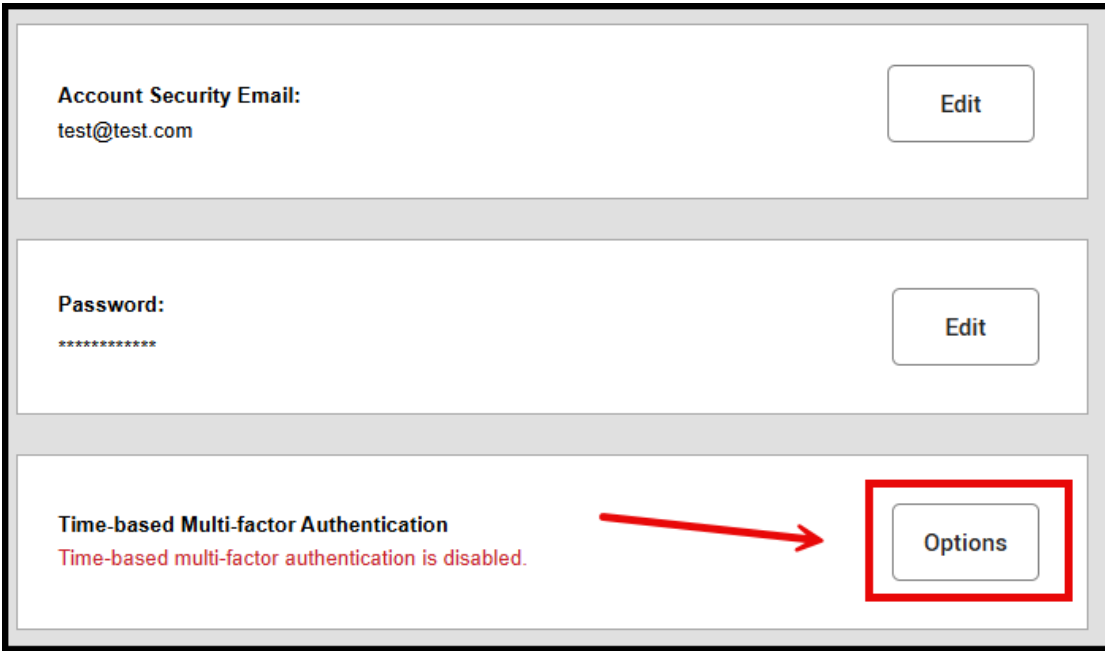 Account Security Email:
test@test.com
Edit
Password:
************
Edit
Time-based Multi-factor Authentication
Time-based multi-factor authentication is disabled.
Options